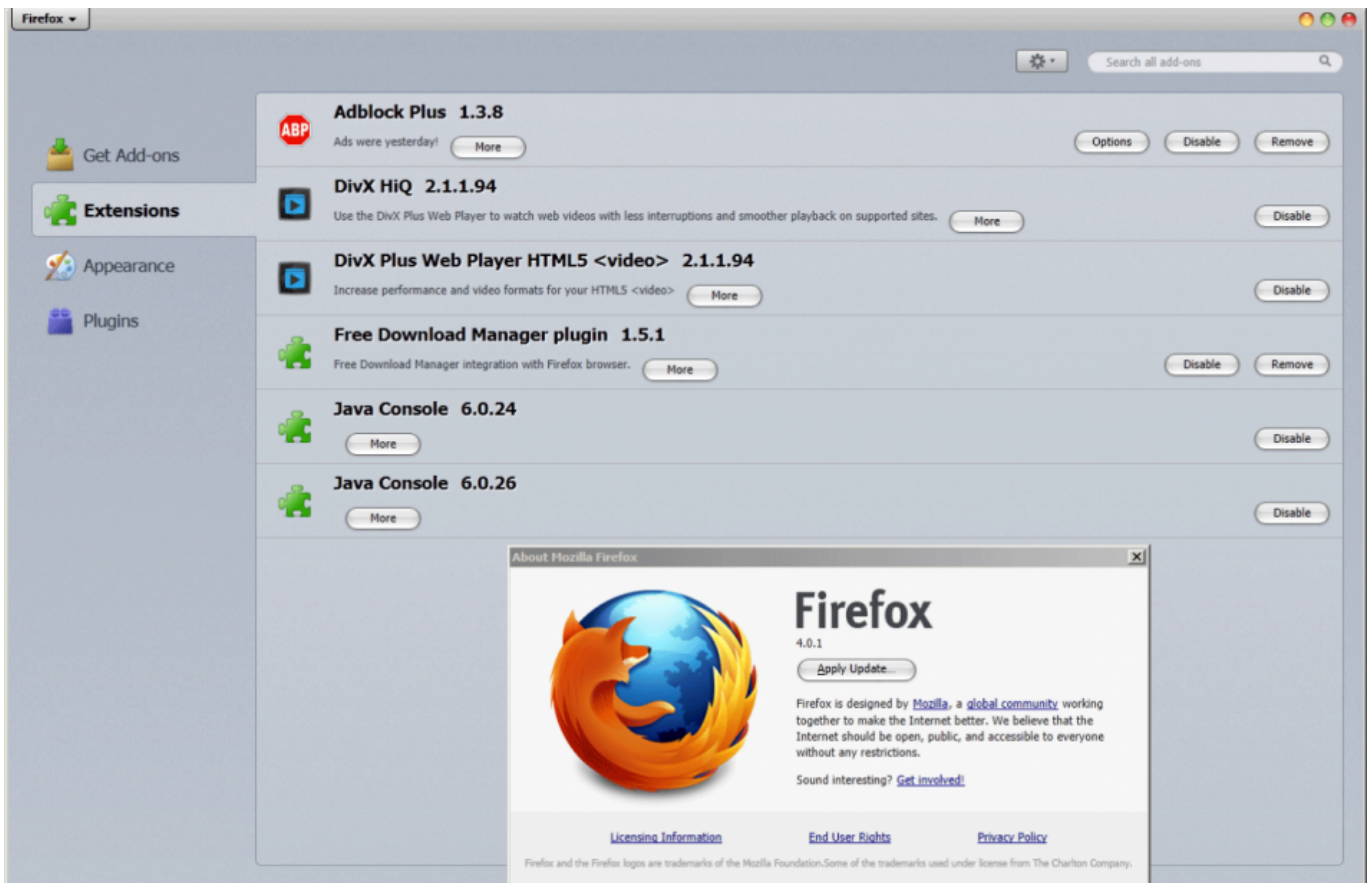 Firefox
Search all add-ons
Get Add-ons
Extensions
Appearance
Plugins
ABP
Adblock Plus 1.3.8
Ads were yesterday! More Options Disable Remove
DivX HiQ 2.1.1.94
Use the DivX Plus Web Player to watch web videos with less interruptions and smoother playback on supported sites. More Disable
DivX Plus Web Player HTML5 <video> 2.1.1.94
Increase performance and video formats for your HTML5 <video> More Disable
Free Download Manager plugin 1.5.1
Free Download Manager integration with Firefox browser. More Disable Remove
Java Console 6.0.24
More Disable
Java Console 6.0.26
More Disable
About Mozilla Firefox
Firefox
4.0.1
Apply Update...
Firefox is designed by Mozilla, a global community working
together to make the Internet better. We believe that the
Internet should be open, public, and accessible to everyone
without any restrictions.
Sound interesting? Get involved!
Licensing Information End User Rights Privacy Policy
Firefox and the Firefox logos are trademarks of the Mozilla Foundation.Some of the trademarks used under license from The Charlton Company.